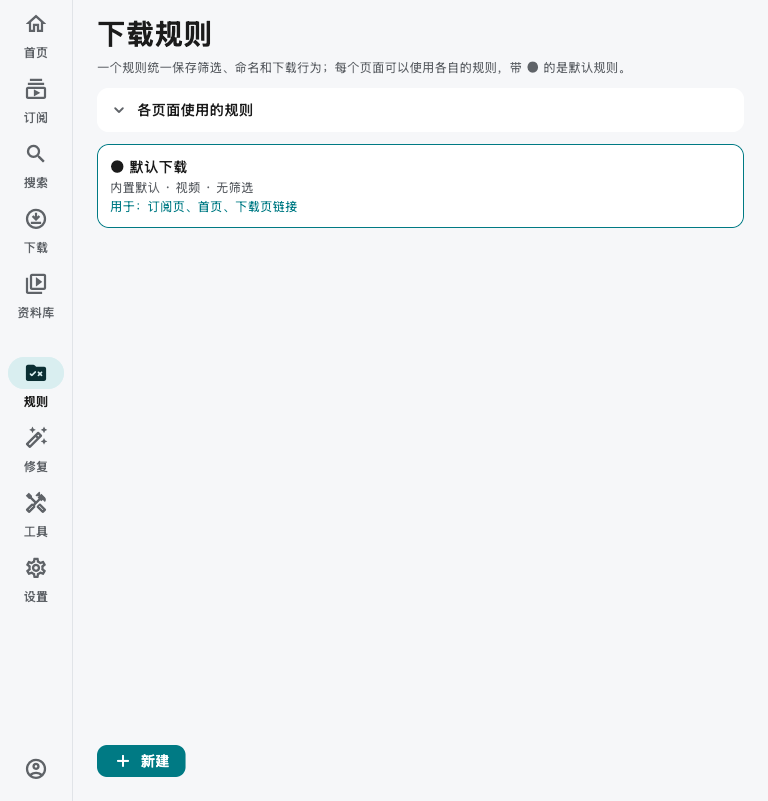 首页
订阅
搜索
下载
资料库
规则
修复
工具
设置
下载规则
一个规则统一保存筛选、命名和下载行为；每个页面可以使用各自的规则，带 ● 的是默认规则。
各页面使用的规则
● 默认下载
内置默认 · 视频 · 无筛选
用于：订阅页、首页、下载页链接
+ 新建